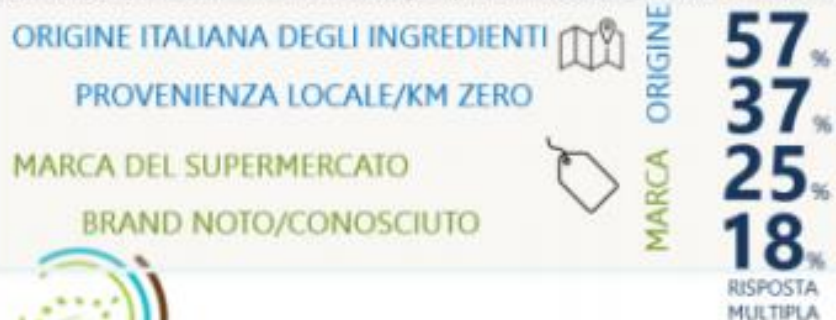 ORIGINE ITALIANA DEGLI INGREDIENTI
57%
PROVENIENZA LOCALE/KM ZERO
37%
ORIGINE
MARCA DEL SUPERMERCATO
25%
BRAND NOTO/CONOSCIUTO
18%
MARCA
RISPOSTA
MULTIPLA